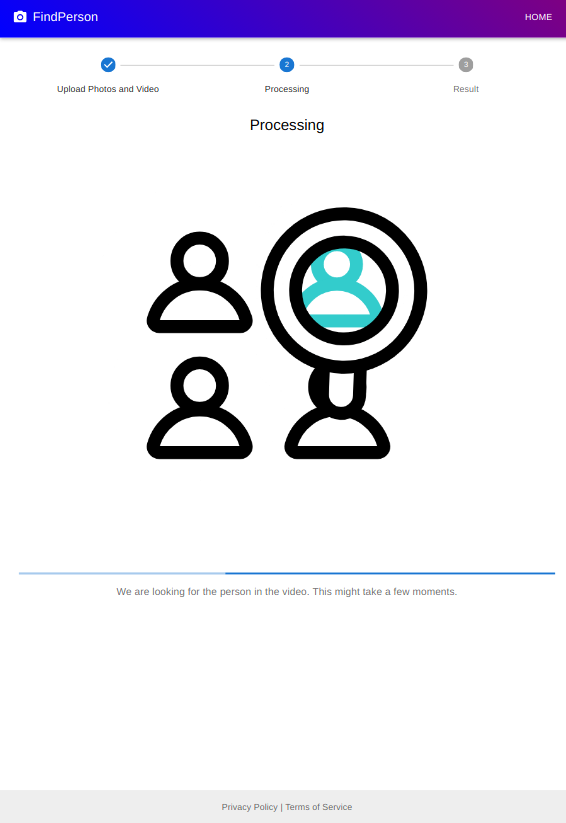 FindPerson
HOME
2
3
Upload Photos and Video
Processing
Result
Processing
We are looking for the person in the video. This might take a few moments.
Privacy Policy | Terms of Service